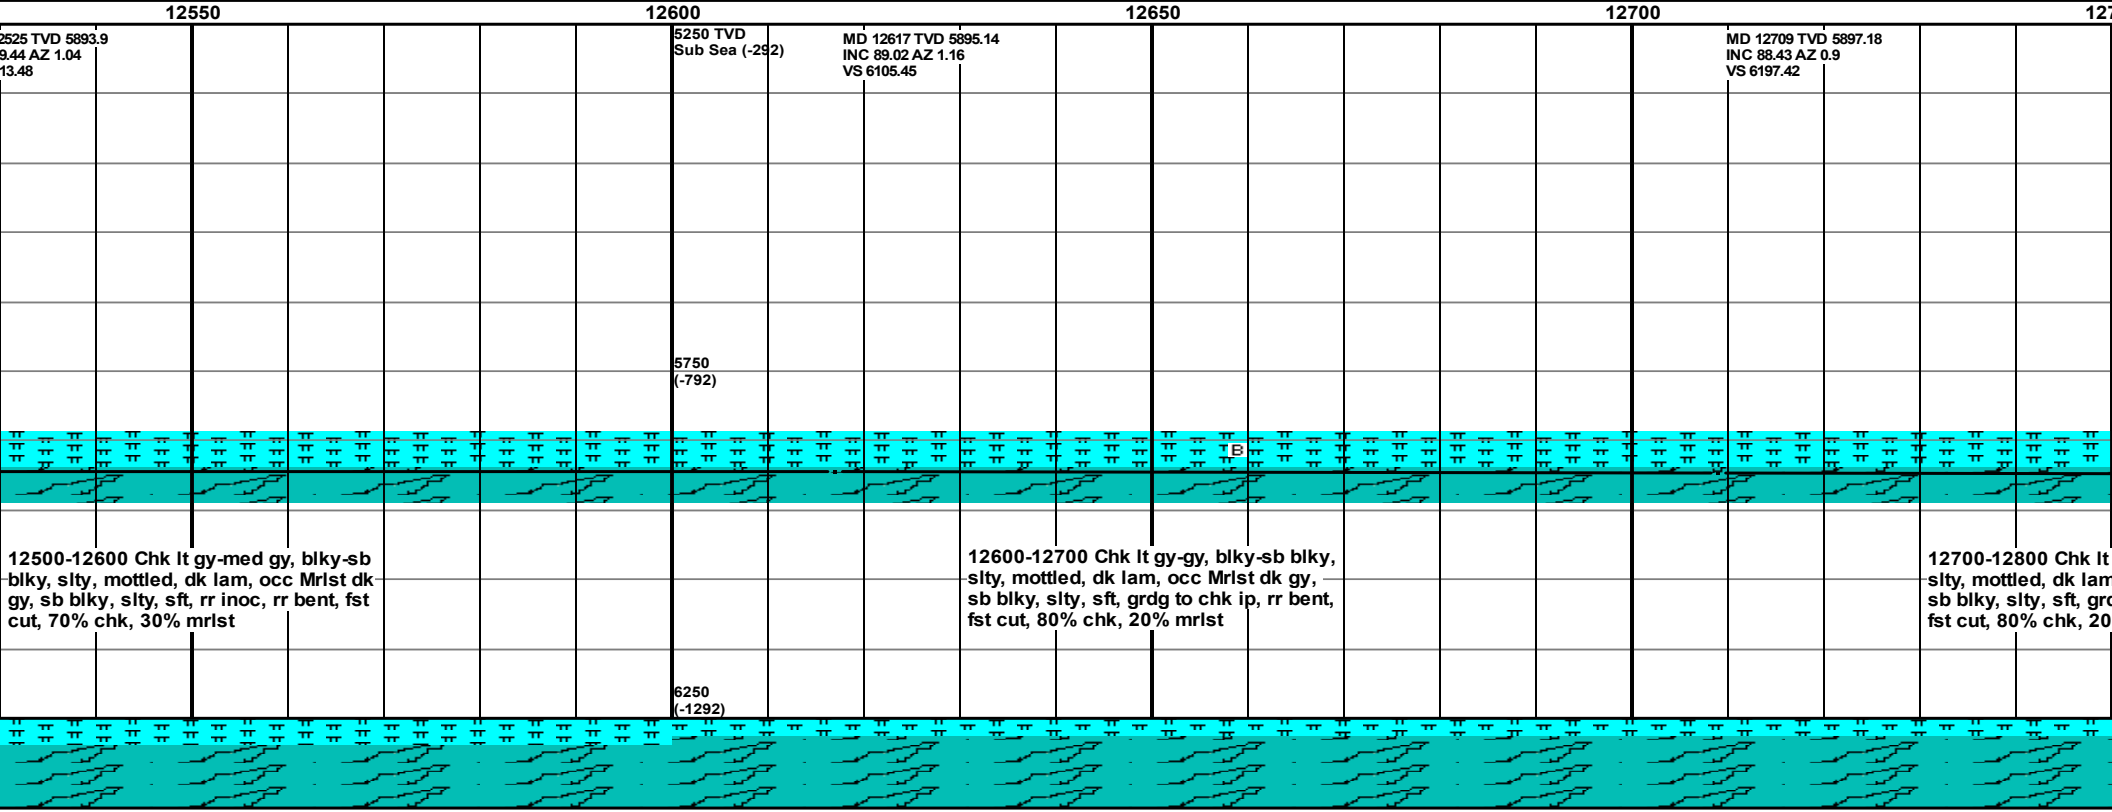 12550 12600 12650 12700 127
2525 TVD 5893.9
9.44 AZ 1.04
13.48
5250 TVD
Sub Sea (-292)
MD 12617 TVD 5895.14
INC 89.02 AZ 1.16
VS 6105.45
MD 12709 TVD 5897.18
INC 88.43 AZ 0.9
VS 6197.42
5750
(-792)
B
12500-12600 Chk lt gy-med gy, blky-sb
blky, slty, mottled, dk lam, occ Mrlst dk
gy, sb blky, slty, sft, rr inoc, rr bent, fst
cut, 70% chk, 30% mrlst
12600-12700 Chk lt gy-gy, blky-sb blky,
slty, mottled, dk lam, occ Mrlst dk gy,
sb blky, slty, sft, grdg to chk ip, rr bent,
fst cut, 80% chk, 20% mrlst
12700-12800 Chk lt
slty, mottled, dk lam
sb blky, slty, sft, grd
fst cut, 80% chk, 20
6250
(-1292)